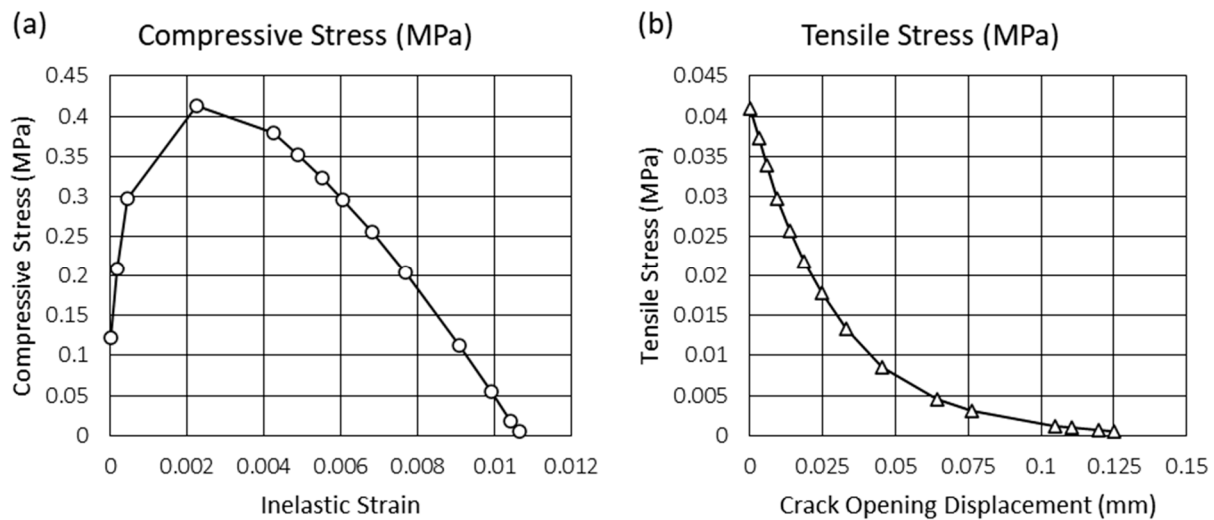 (a)
Compressive Stress (MPa)
Compressive Stress (MPa)
0.45
0.4
0.35
0.3
0.25
0.2
0.15
0.1
0.05
0
0 0.002 0.004 0.006 0.008 0.01 0.012
Inelastic Strain
(b)
Tensile Stress (MPa)
Tensile Stress (MPa)
0.045
0.04
0.035
0.03
0.025
0.02
0.015
0.01
0.005
0
0 0.025 0.05 0.075 0.1 0.125 0.15
Crack Opening Displacement (mm)